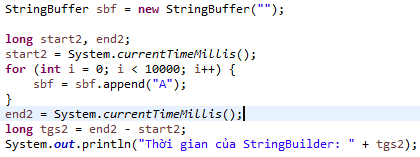 StringBuffer sbf = new StringBuffer("");
long start2, end2;
start2 = System.currentTimeMillis();
for (int i = 0; i < 10000; i++) {
sbf = sbf.append("A");
}
end2 = System.currentTimeMillis();
long tgs2 = end2 - start2;
System.out.println("Thời gian của StringBuilder: " + tgs2)